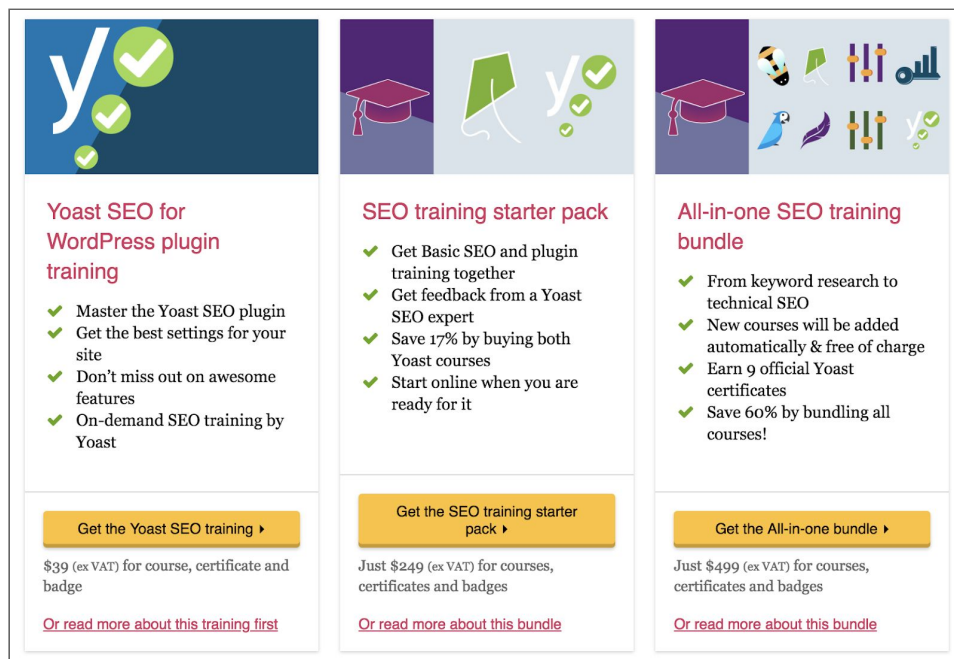 y
Yoast SEO for
WordPress plugin
training
Master the Yoast SEO plugin
Get the best settings for your
site
Don't miss out on awesome
features
On-demand SEO training by
Yoast
Get the Yoast SEO training
$39 (ex VAT) for course, certificate and
badge
Or read more about this training first
y
SEO training starter pack
Get Basic SEO and plugin
training together
Get feedback from a Yoast
SEO expert
Save 17% by buying both
Yoast courses
Start online when you are
ready for it
Get the SEO training starter
pack
Just $249 (ex VAT) for courses,
certificates and badges
Or read more about this bundle
y
All-in-one SEO training
bundle
From keyword research to
technical SEO
New courses will be added
automatically & free of charge
Earn 9 official Yoast
certificates
Save 60% by bundling all
courses!
Get the All-in-one bundle
Just $499 (ex VAT) for courses,
certificates and badges
Or read more about this bundle